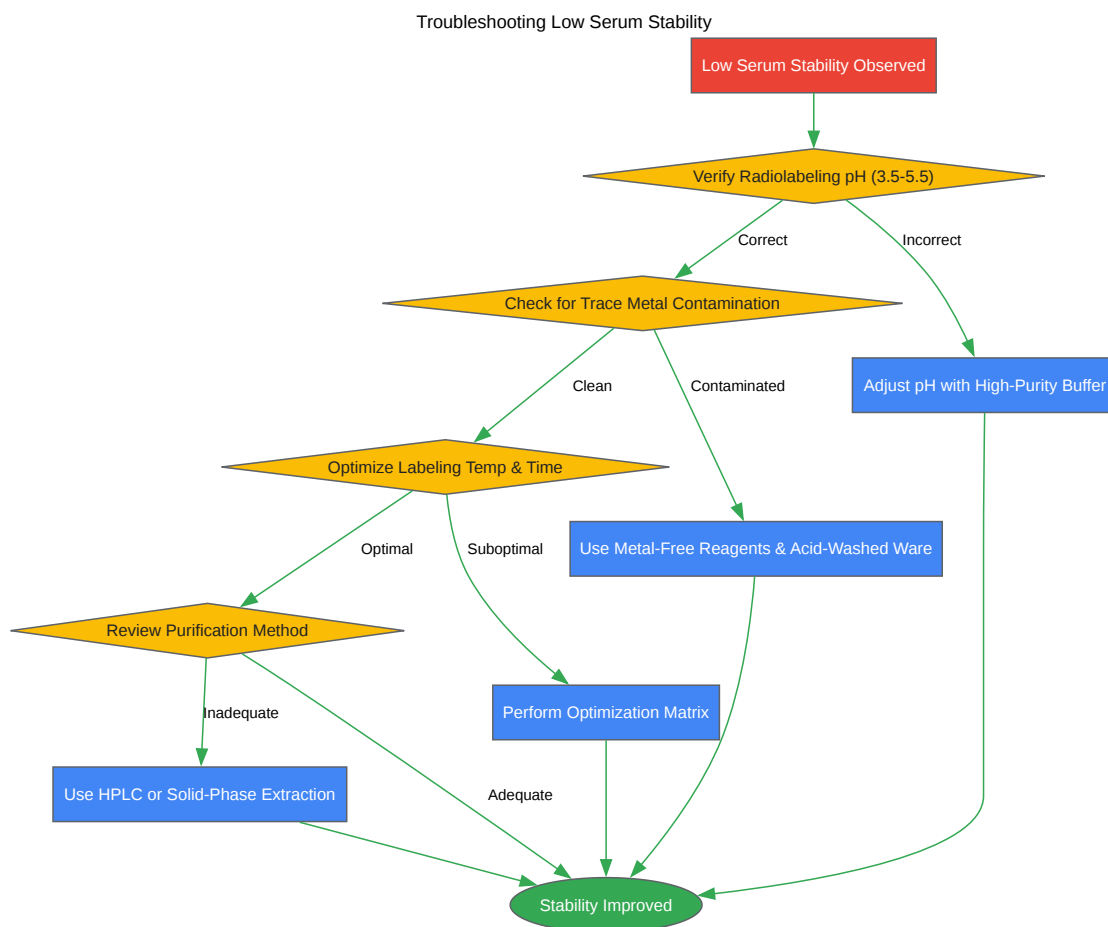 Troubleshooting Low Serum Stability
Low Serum Stability Observed
Verify Radiolabeling pH (3.5-5.5)
Correct
Incorrect
Check for Trace Metal Contamination
Clean
Contaminated
Adjust pH with High-Purity Buffer
Optimize Labeling Temp & Time
Optimal
Suboptimal
Use Metal-Free Reagents & Acid-Washed Ware
Review Purification Method
Inadequate
Perform Optimization Matrix
Use HPLC or Solid-Phase Extraction
Adequate
Stability Improved